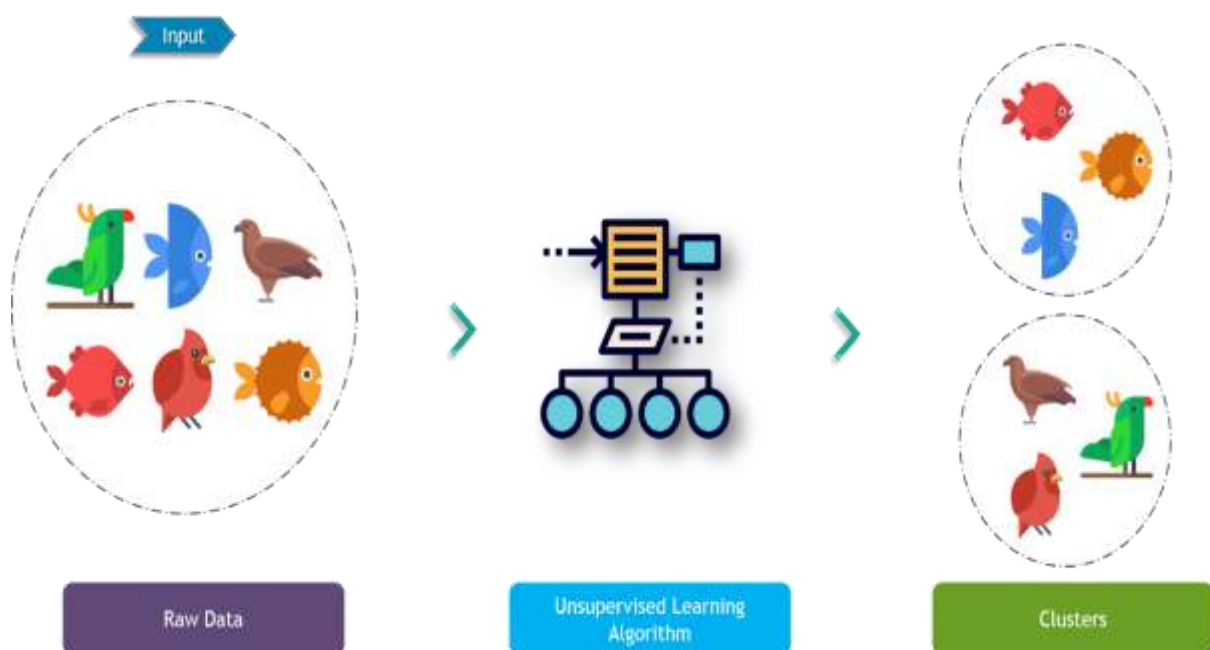 Input
Raw Data
Unsupervised Learning
Algorithm
Clusters